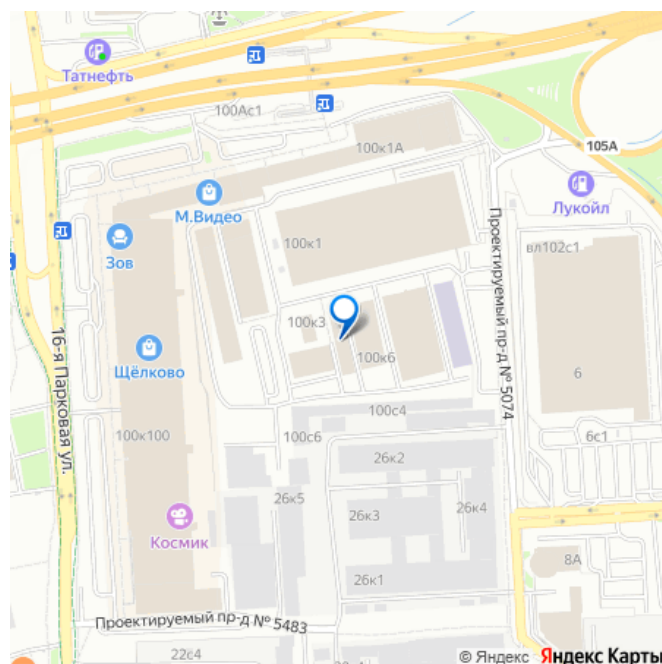 Татнефть
100Ас1
105А
100к1А
М.Видео
Лукойл
Зов
100к1
вл102с1
Проектируемый пр-д № 5074
16-я Парковая ул.
100к3
Щёлково
100к6
6
100с4
100к100
100с6
6с1
26к2
26к5
26к3
26к4
Космик
8А
26к1
Проектируемый пр-д № 5483
22с4
© Яндекс Яндекс Карты